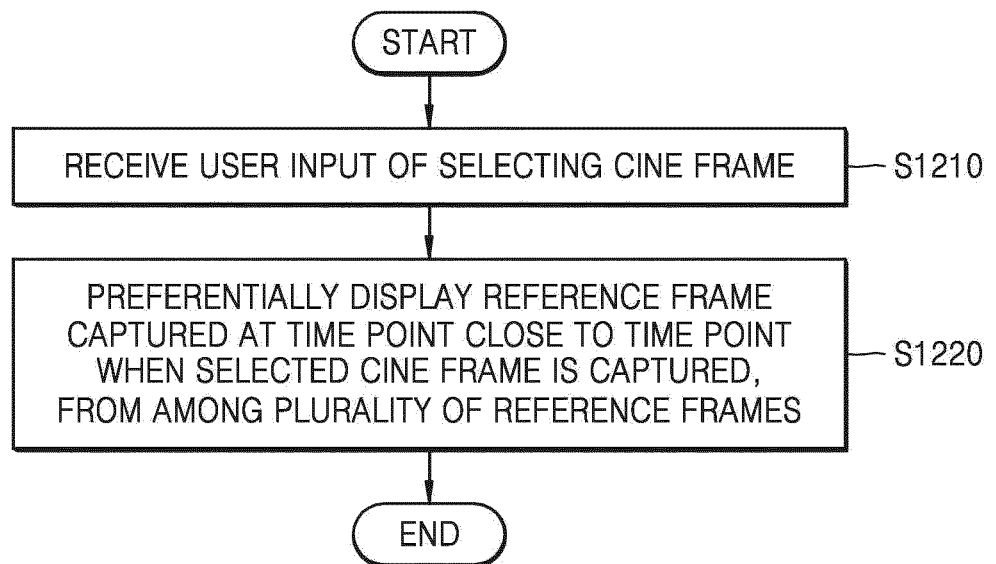 START
RECEIVE USER INPUT OF SELECTING CINE FRAME
S1210
PREFERENTIALLY DISPLAY REFERENCE FRAME
CAPTURED AT TIME POINT CLOSE TO TIME POINT
WHEN SELECTED CINE FRAME IS CAPTURED,
FROM AMONG PLURALITY OF REFERENCE FRAMES
S1220
END